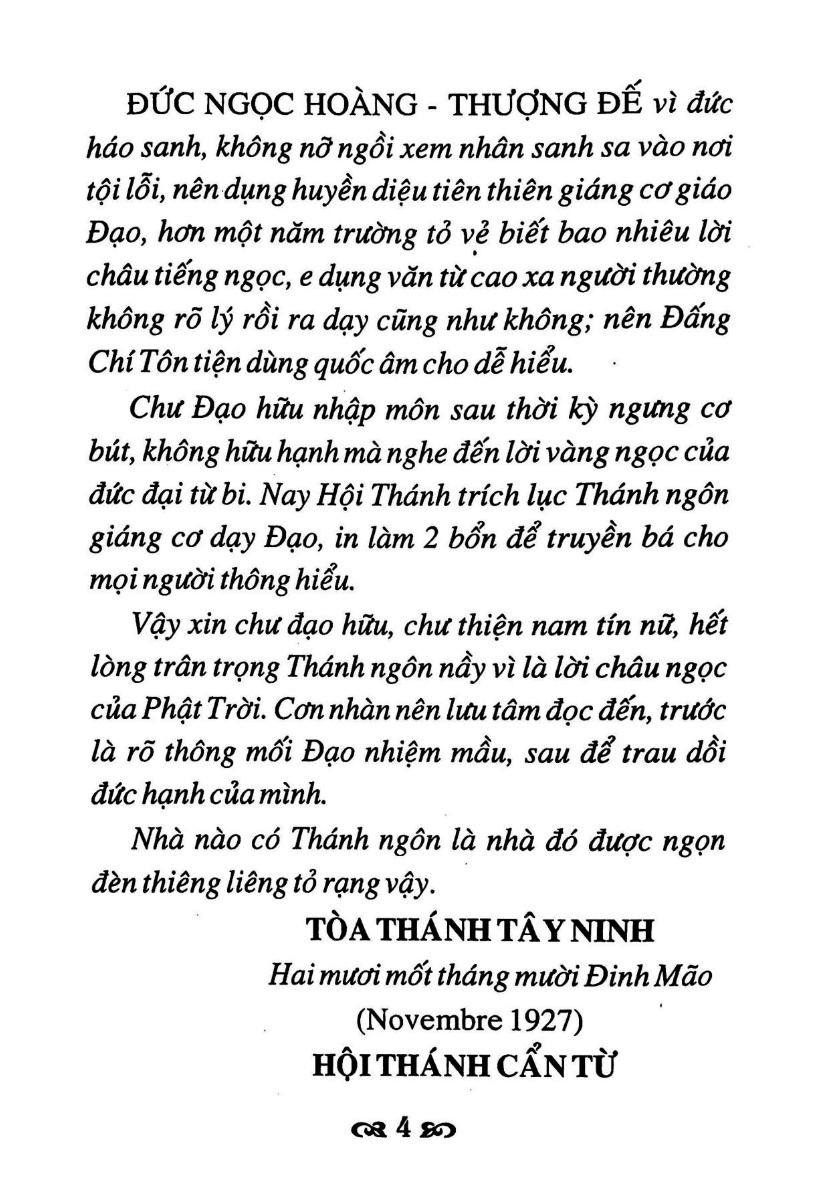 ĐỨC NGỌC HOÀNG - THƯỢNG ĐẾ vì đức
háo sanh, không nỡ ngồi xem nhân sanh sa vào nơi
tội lỗi, nên dụng huyền diệu tiên thiên giáng cơ giáo
Đạo, hơn một năm trường tỏ vẻ biết bao nhiêu lời
châu tiếng ngọc, e dụng văn từ cao xa người thường
không rõ lý rồi ra dạy cũng như không; nên Đấng
Chí Tôn tiện dùng quốc âm cho dễ hiểu.
Chư Đạo hữu nhập môn sau thời kỳ ngưng cơ
bút, không hữu hạnh mà nghe đến lời vàng ngọc của
đức đại từ bi. Nay Hội Thánh trích lục Thánh ngôn
giáng cơ dạy Đạo, in làm 2 bổn để truyền bá cho
mọi người thông hiểu.
Vậy xin chư đạo hữu, chư thiện nam tín nữ, hết
lòng trân trọng Thánh ngôn nầy vì là lời châu ngọc
của Phật Trời. Cơn nhàn nên lưu tâm đọc đến, trước
là rõ thông mối Đạo nhiệm mầu, sau để trau dồi
đức hạnh của mình.
Nhà nào có Thánh ngôn là nhà đó được ngọn
đèn thiêng liêng tỏ rạng vậy.
TÒA THÁNH TÂY NINH
Hai mươi mốt tháng mười Đinh Mão
(Novembre 1927)
HỘI THÁNH CẨN TỪ
4